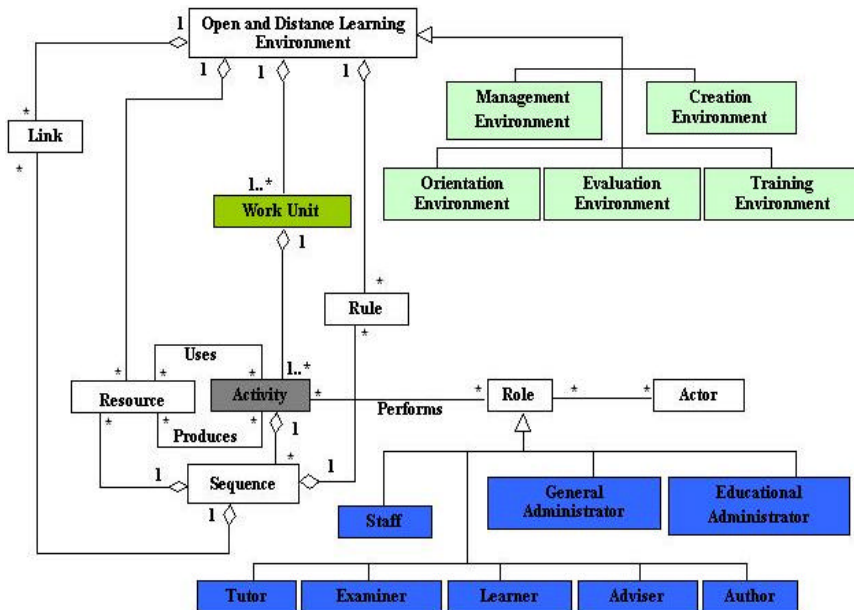 1
Open and Distance Learning
Environment
1
1
1
*
Link
*
Management
Environment
Creation
Environment
1..*
Work Unit
1
Orientation
Environment
Evaluation
Environment
Training
Environment
*
Rule
*
Uses
*
*
*
1..*
Resource
Activity
*
Performs
*
Role
*
*
Actor
*
*
Produces
*
1
*
1
Sequence
1
1
Staff
General
Administrator
Educational
Administrator
Tutor
Examiner
Learner
Adviser
Author